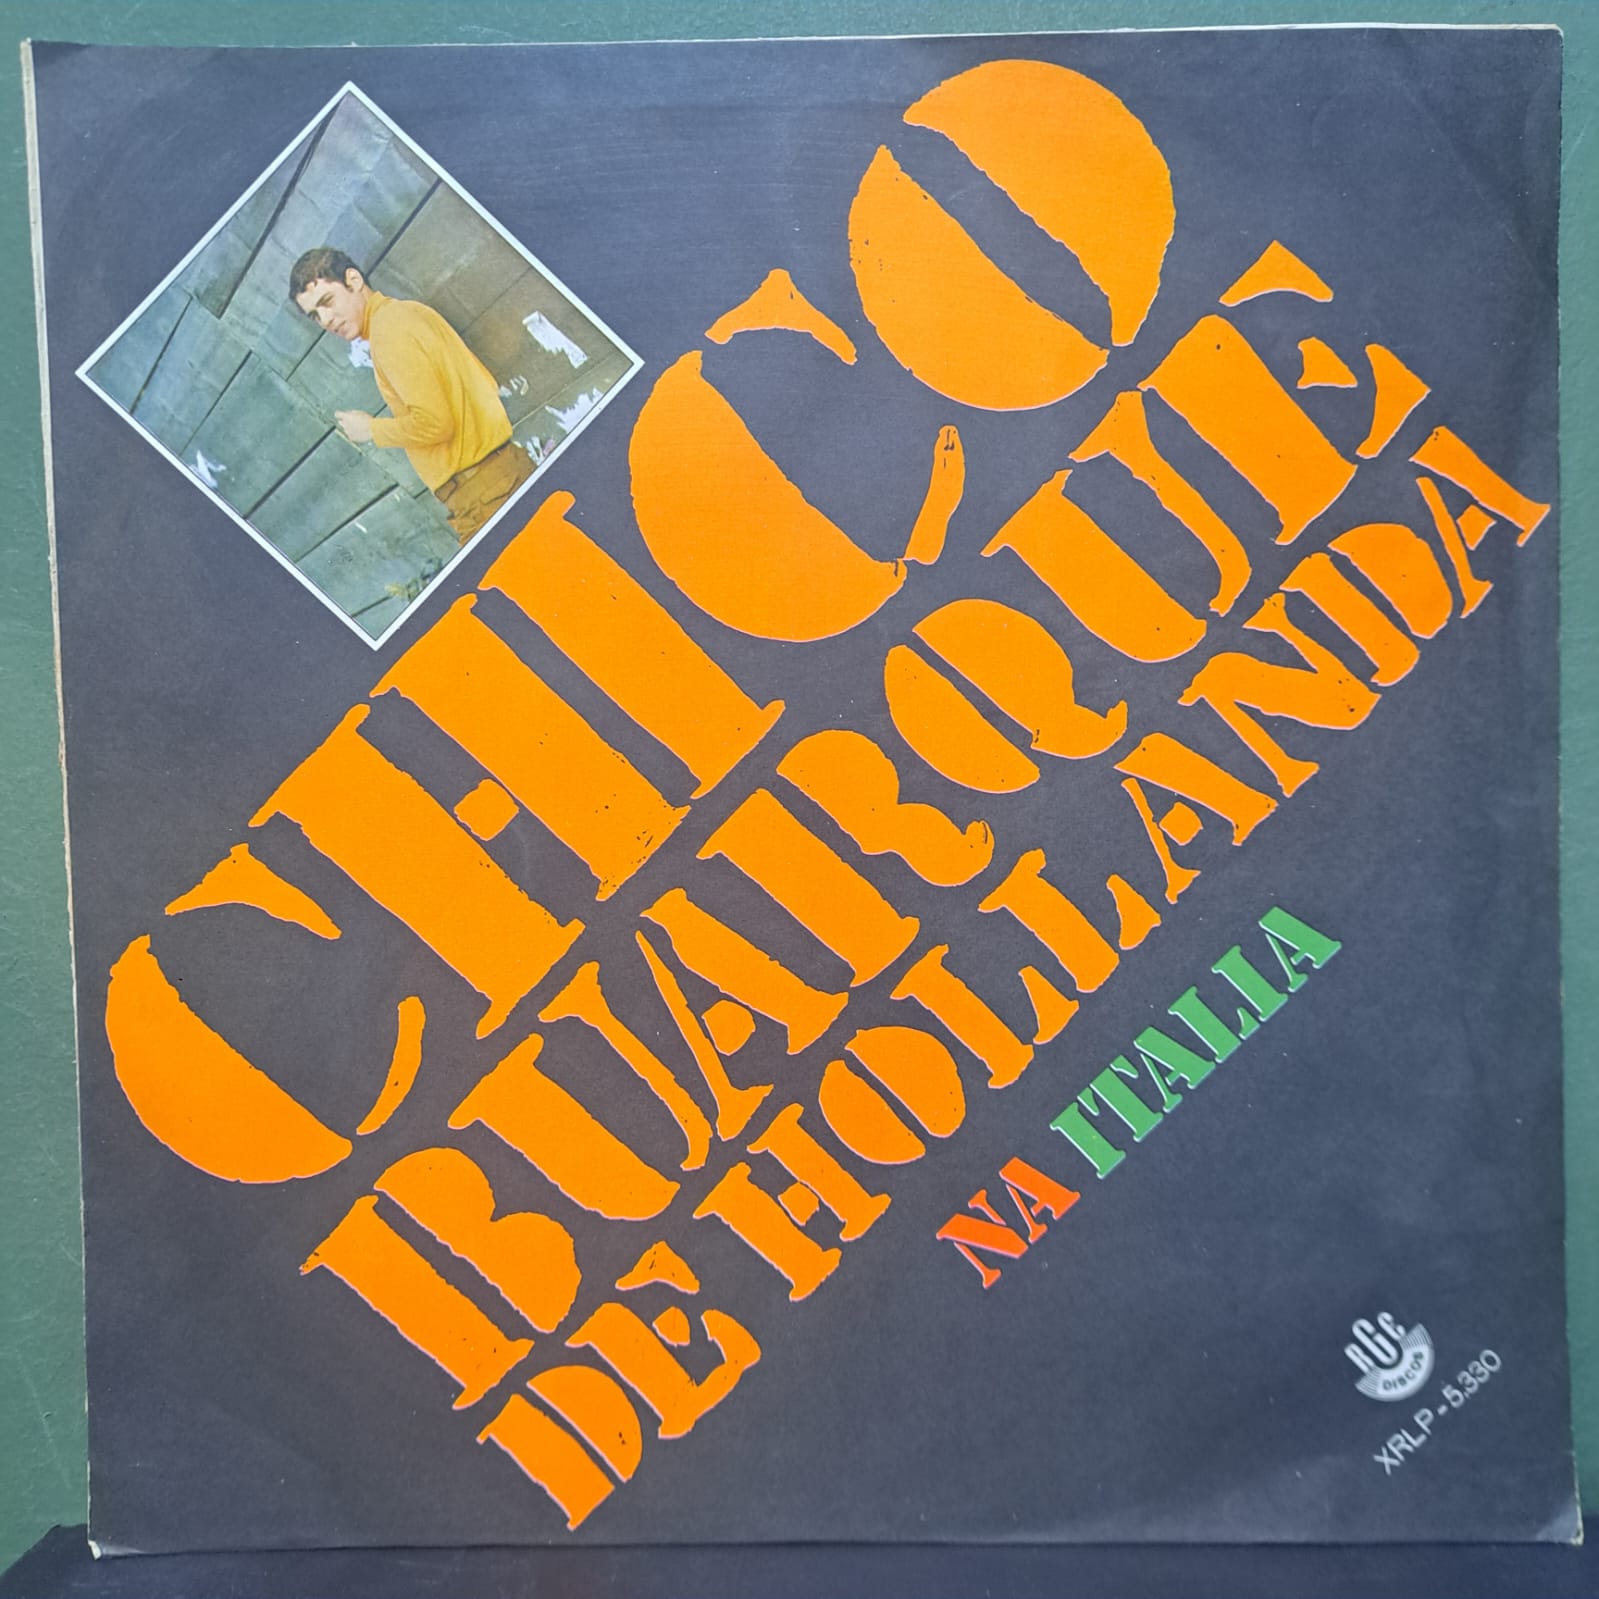 CHICO
BUARQUE
DE HOLLANDA
NA ITALIA
RGE
DISCOS
XRLP-5.330